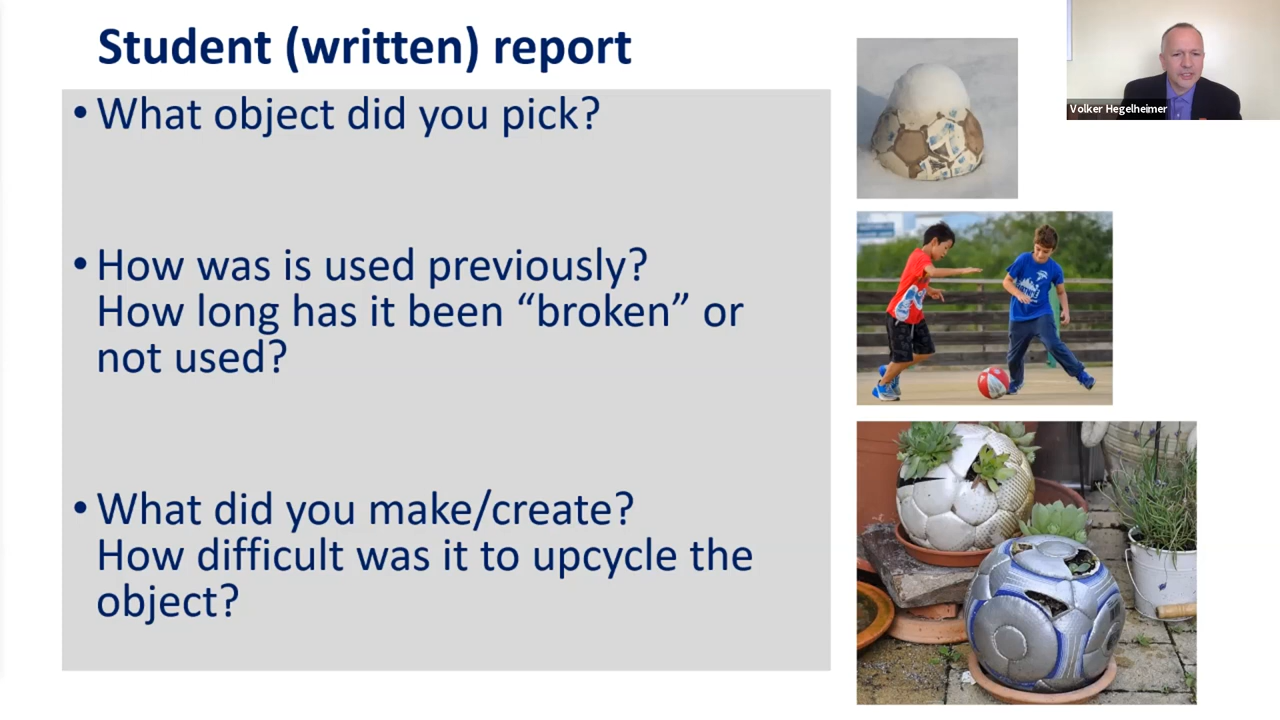 Student (written) report
• What object did you pick?
• How was is used previously?
How long has it been “broken” or
not used?
• What did you make/create?
How difficult was it to upcycle the
object?
Volker Hegelheimer